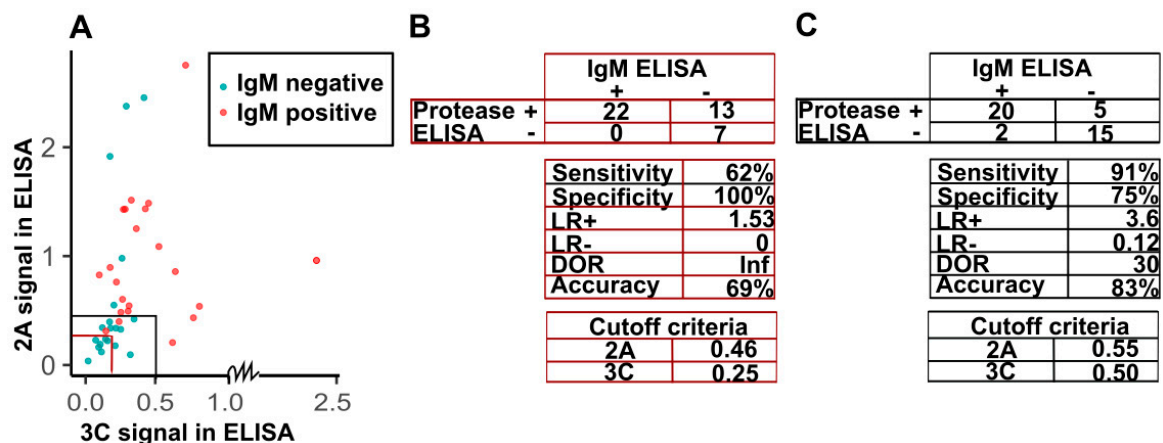 A
2A signal in ELISA
2
1
0
IgM negative
IgM positive
0.0 0.5 1.0 2.5
3C signal in ELISA
B
IgM ELISA
+ -
Protease + 22 13
ELISA - 0 7
Sensitivity 62%
Specificity 100%
LR+ 1.53
LR- 0
DOR Inf
Accuracy 69%
Cutoff criteria
2A 0.46
3C 0.25
C
IgM ELISA
+ -
Protease + 20 5
ELISA - 2 15
Sensitivity 91%
Specificity 75%
LR+ 3.6
LR- 0.12
DOR 30
Accuracy 83%
Cutoff criteria
2A 0.55
3C 0.50